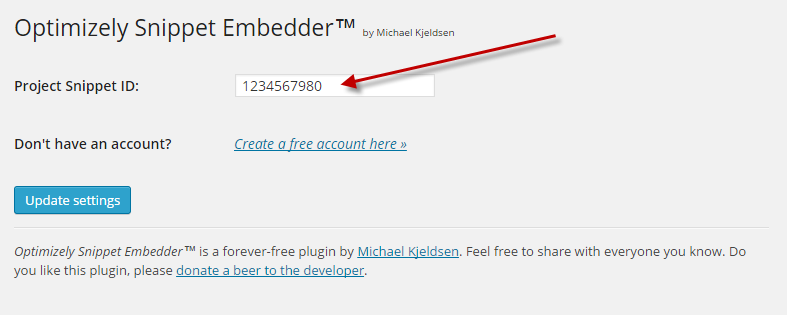 Optimizely Snippet Embedder™ by Michael Kjeldsen
Project Snippet ID: 1234567980
Don't have an account? Create a free account here »
Update settings
Optimizely Snippet Embedder™ is a forever-free plugin by Michael Kjeldsen. Feel free to share with everyone you know. Do
you like this plugin, please donate a beer to the developer.